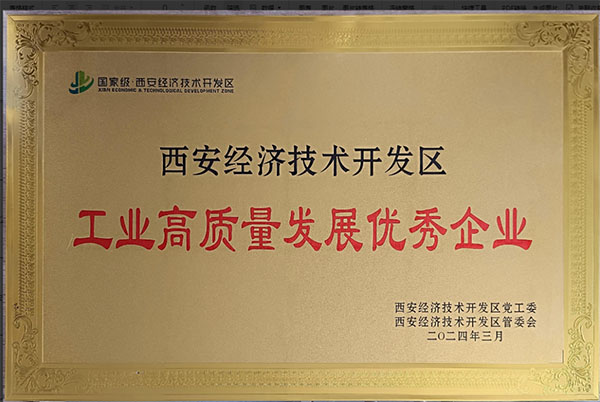 国家级·西安经济技术开发区
XI'AN ECONOMIC & TECHNOLOGICAL DEVELOPMENT ZONE
西安经济技术开发区
工业高质量发展优秀企业
西安经济技术开发区党工委
西安经济技术开发区管委会
二〇二四年三月